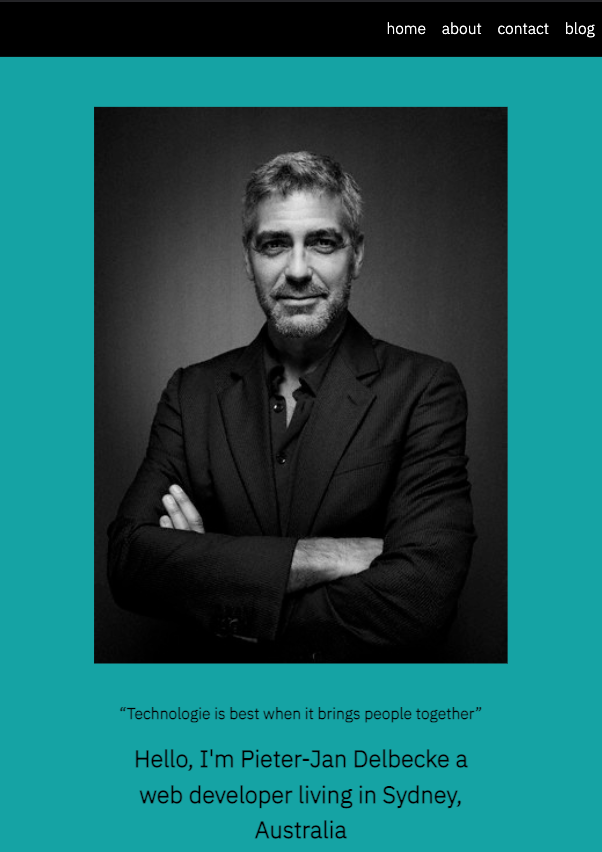 home about contact blog
“Technologie is best when it brings people together”
Hello, I'm Pieter-Jan Delbecke a
web developer living in Sydney,
Australia